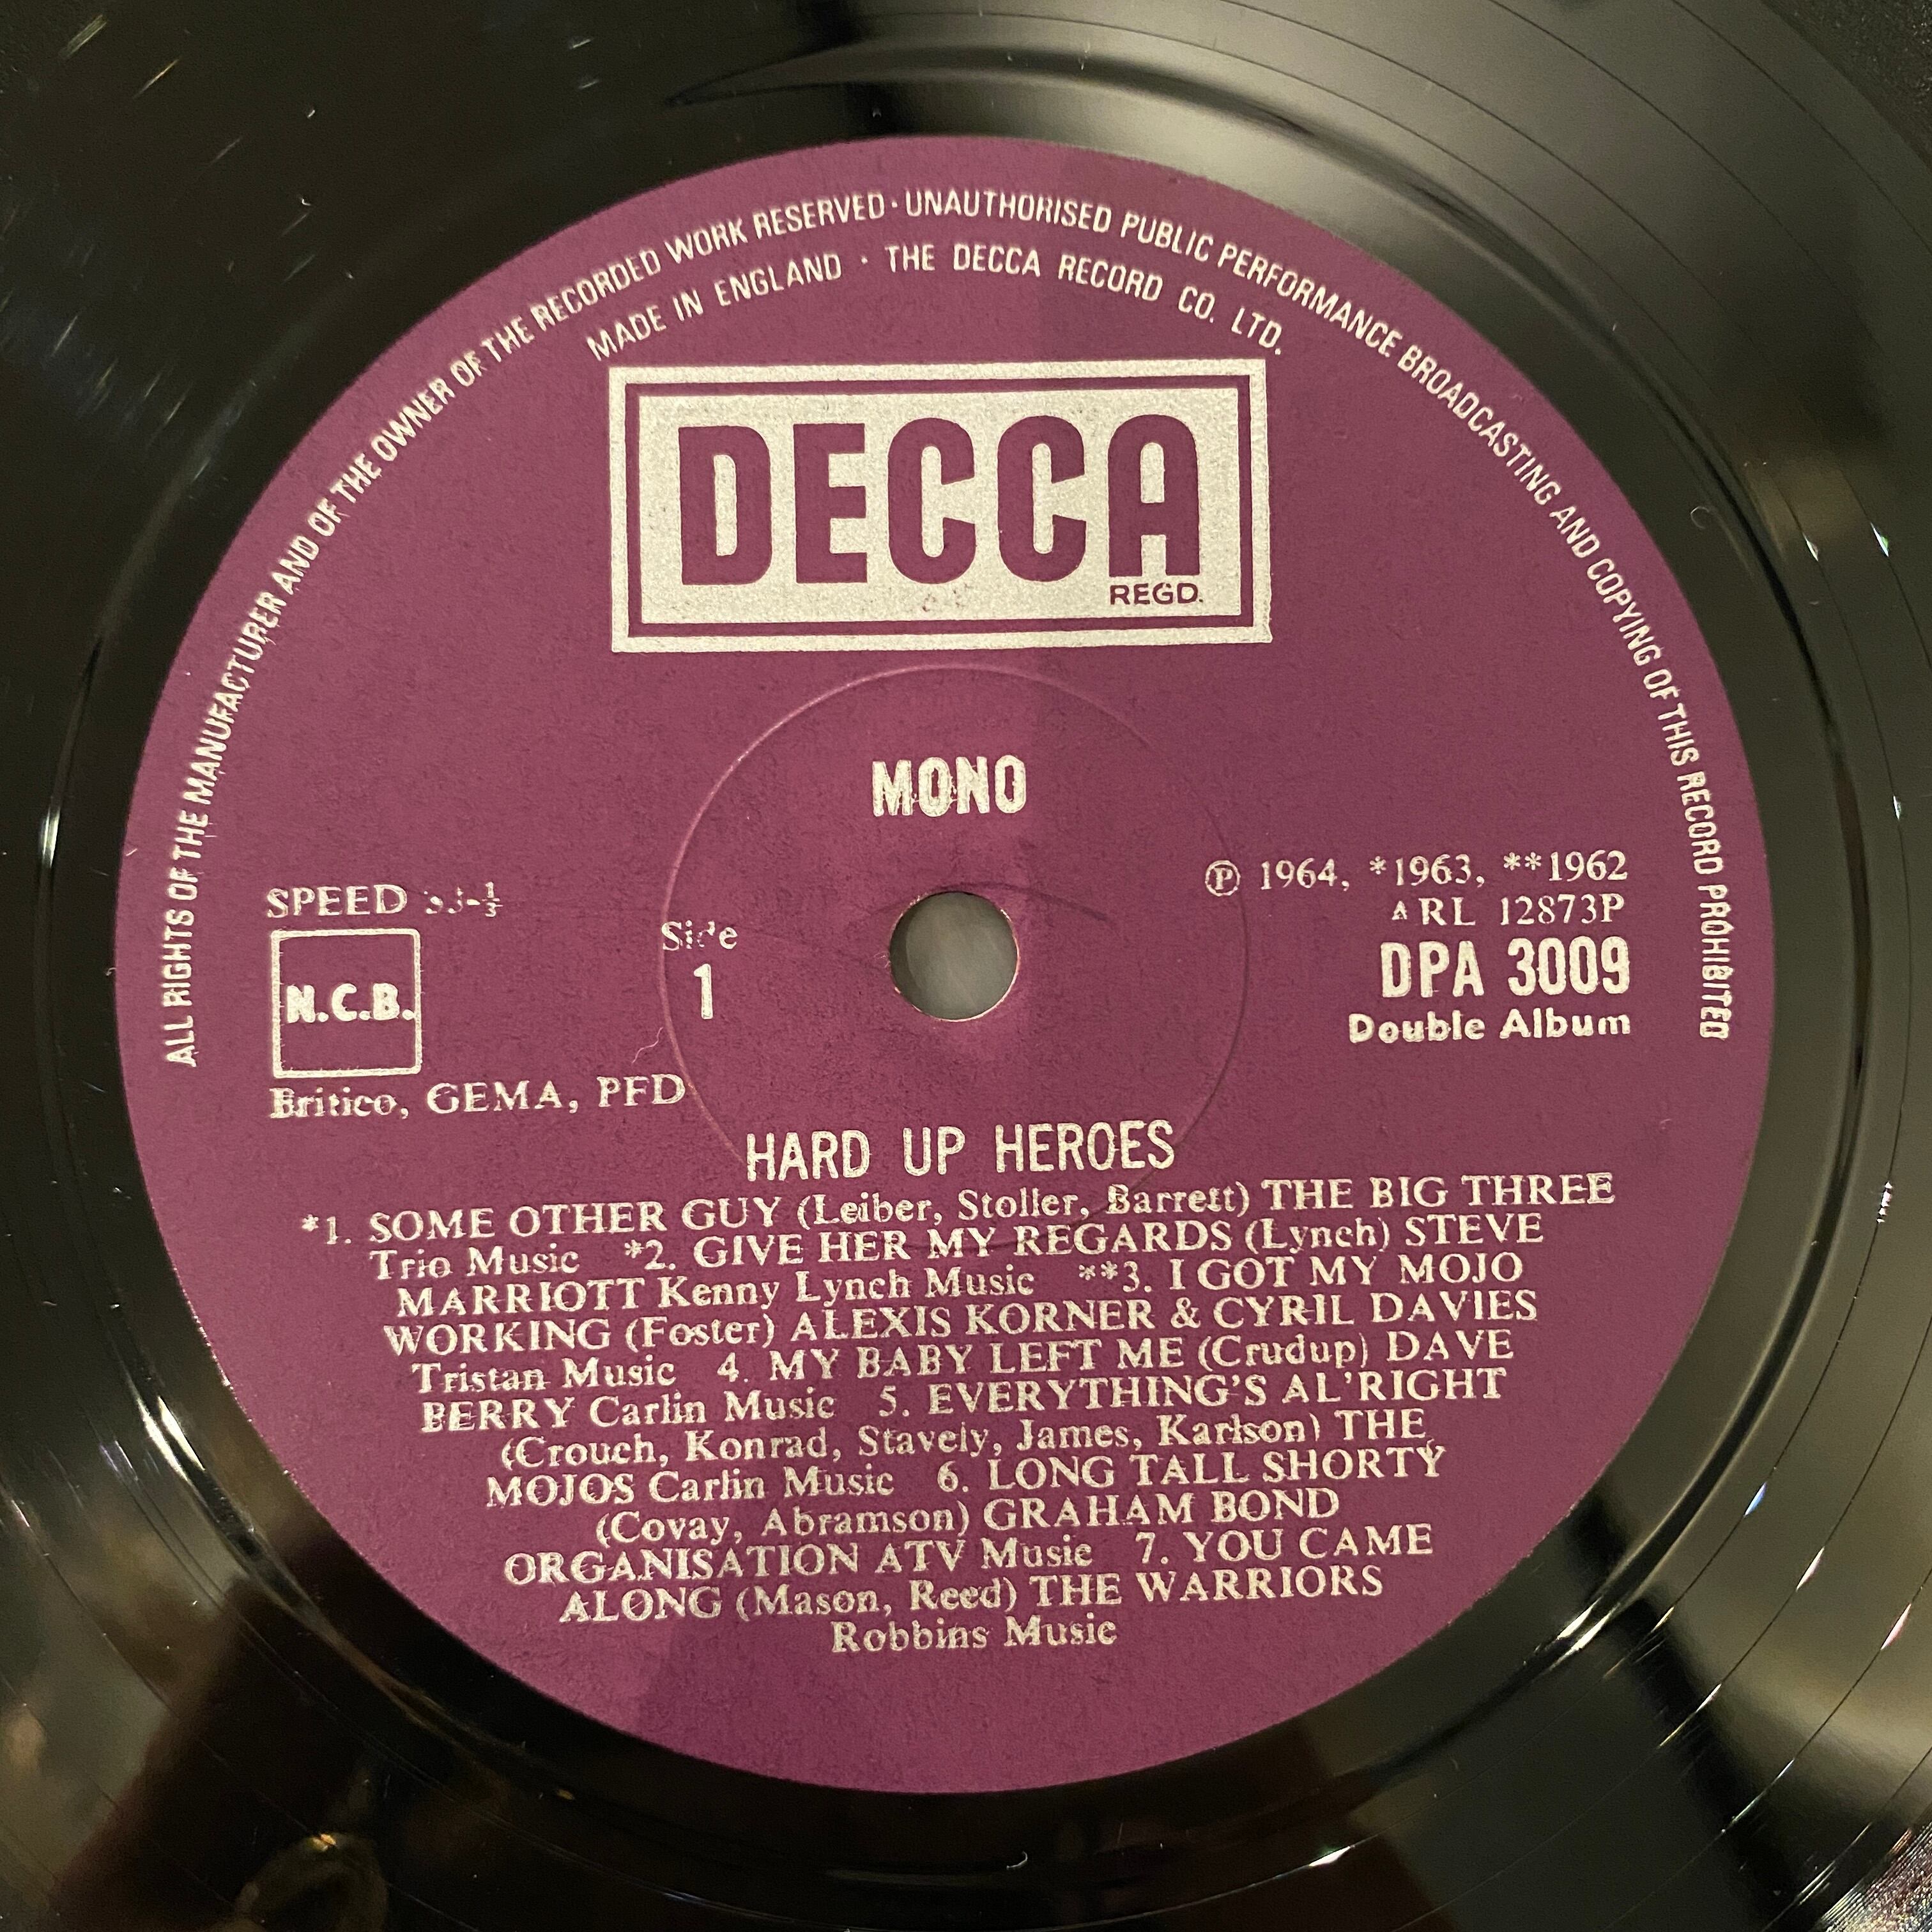 ALL RIGHTS OF THE MANUFACTURER AND OF THE OWNER OF THE RECORDED WORK RESERVED · UNAUTHORISED PUBLIC PERFORMANCE BROADCASTING AND COPYING OF THIS RECORD PROHIBITED
MADE IN ENGLAND · THE DECCA RECORD CO. LTD.
DECCA
REGD.
MONO
SPEED 33-⅓
Side
1
N.C.B.
Britico, GEMA, PFD
℗ 1964, *1963, **1962
ARL 12873P
DPA 3009
Double Album
HARD UP HEROES
*1. SOME OTHER GUY (Leiber, Stoller, Barrett) THE BIG THREE
Trio Music *2. GIVE HER MY REGARDS (Lynch) STEVE
MARRIOTT Kenny Lynch Music **3. I GOT MY MOJO
WORKING (Foster) ALEXIS KORNER & CYRIL DAVIES
Tristan Music 4. MY BABY LEFT ME (Crudup) DAVE
BERRY Carlin Music 5. EVERYTHING'S AL'RIGHT
(Crouch, Konrad, Stavely, James, Karlson) THE
MOJOS Carlin Music 6. LONG TALL SHORTY
(Covay, Abramson) GRAHAM BOND
ORGANISATION ATV Music 7. YOU CAME
ALONG (Mason, Reed) THE WARRIORS
Robbins Music